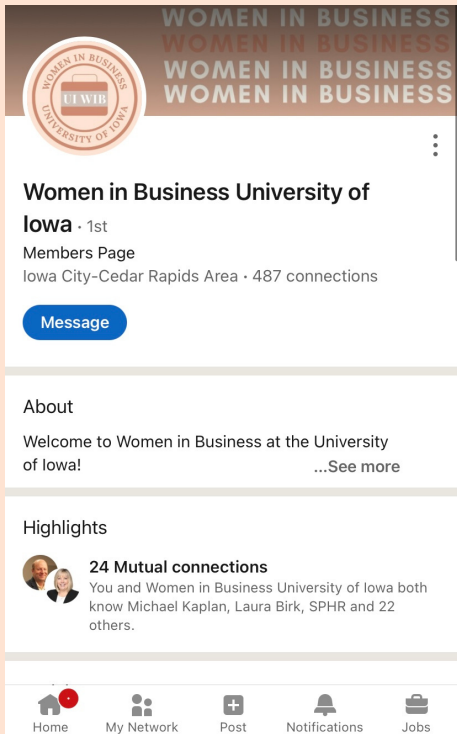 WOMEN IN BUSINESS
WOMEN IN BUSINESS
WOMEN IN BUSINESS
WOMEN IN BUSINESS
WOMEN IN BUSINESS
UI WIB
UNIVERSITY OF IOWA
Women in Business University of
Iowa · 1st
Members Page
Iowa City-Cedar Rapids Area · 487 connections
Message
About
Welcome to Women in Business at the University
of Iowa!
...See more
Highlights
24 Mutual connections
You and Women in Business University of Iowa both
know Michael Kaplan, Laura Birk, SPHR and 22
others.
Home
My Network
Post
Notifications
Jobs